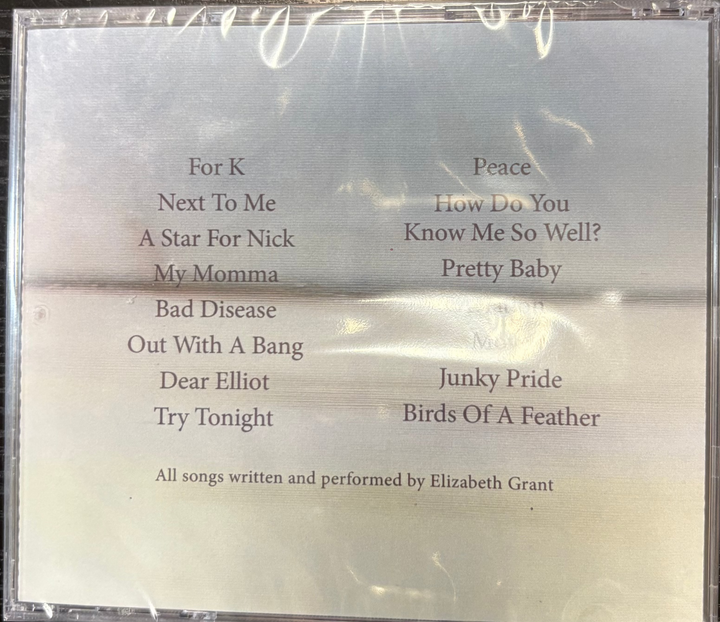 For K
Next To Me
A Star For Nick
My Momma
Bad Disease
Out With A Bang
Dear Elliot
Try Tonight
Peace
How Do You
Know Me So Well?
Pretty Baby
Junky Pride
Birds Of A Feather
All songs written and performed by Elizabeth Grant